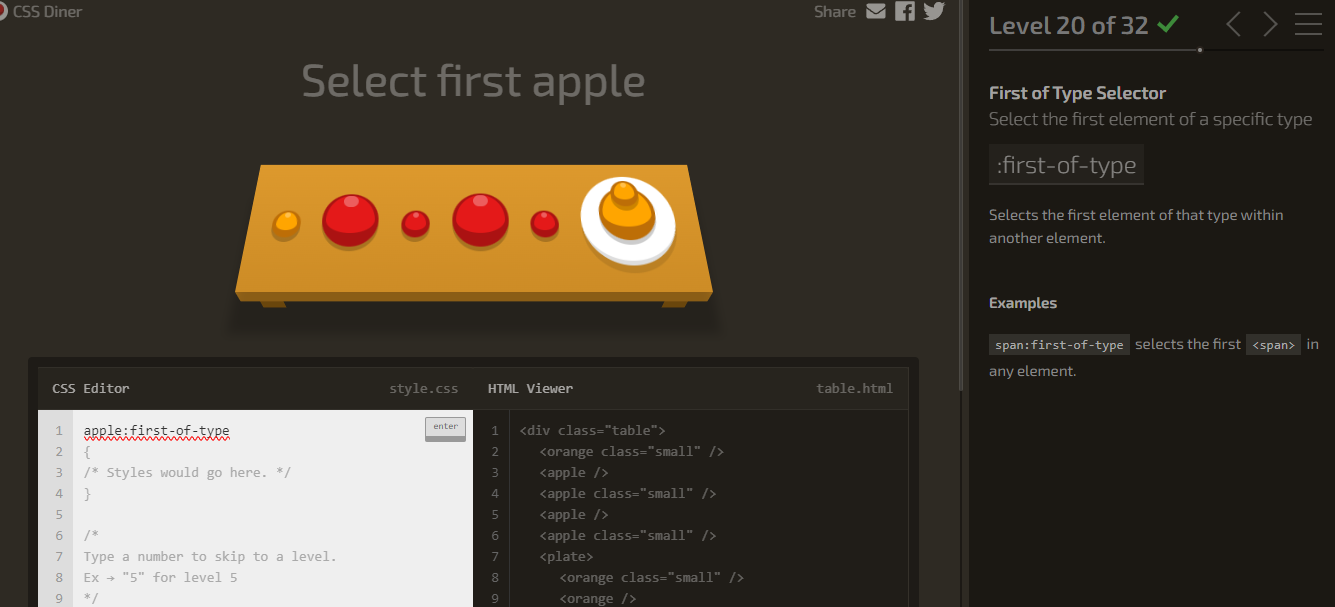 CSS Diner
Share
Select first apple
CSS Editor style.css
enter
1 apple:first-of-type
2 {
3 /* Styles would go here. */
4 }
5
6 /*
7 Type a number to skip to a level.
8 Ex → "5" for level 5
9 */
HTML Viewer table.html
1 <div class="table">
2 <orange class="small" />
3 <apple />
4 <apple class="small" />
5 <apple />
6 <apple class="small" />
7 <plate>
8 <orange class="small" />
9 <orange />
Level 20 of 32
First of Type Selector
Select the first element of a specific type
:first-of-type
Selects the first element of that type within
another element.
Examples
span:first-of-type selects the first <span> in
any element.